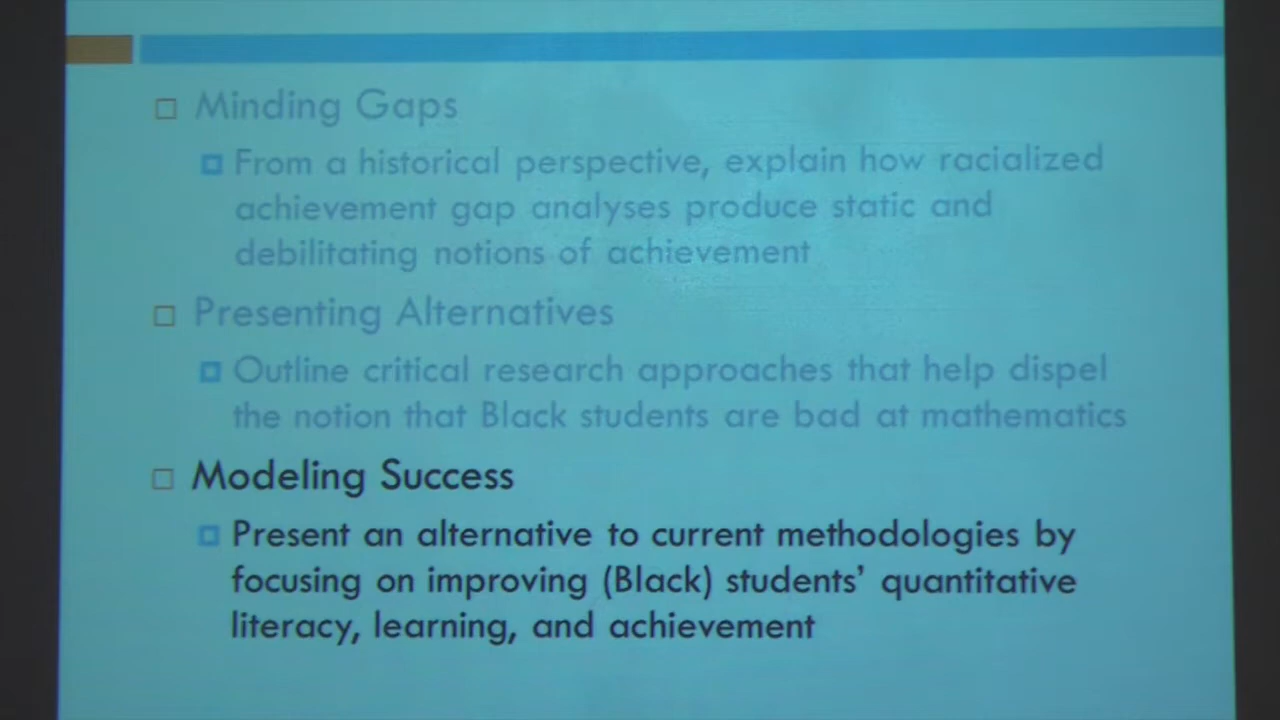 Minding Gaps
From a historical perspective, explain how racialized
achievement gap analyses produce static and
debilitating notions of achievement
Presenting Alternatives
Outline critical research approaches that help dispel
the notion that Black students are bad at mathematics
Modeling Success
Present an alternative to current methodologies by
focusing on improving (Black) students’ quantitative
literacy, learning, and achievement